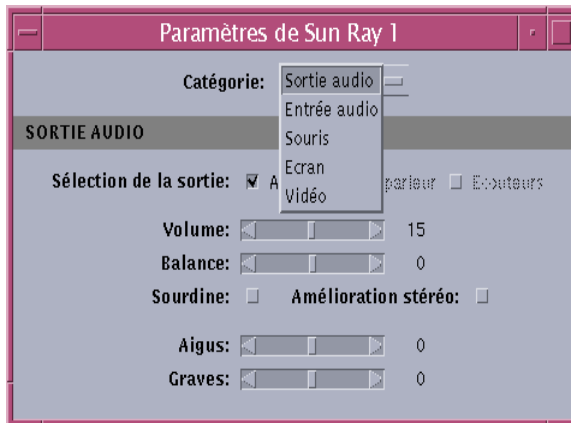 Paramètres de Sun Ray 1
Catégorie: Sortie audio
Entrée audio
Souris
Ecran
Vidéo
SORTIE AUDIO
Sélection de la sortie: Ecouteurs
Volume: 15
Balance: 0
Sourdine: Amélioration stéréo:
Aigus: 0
Graves: 0